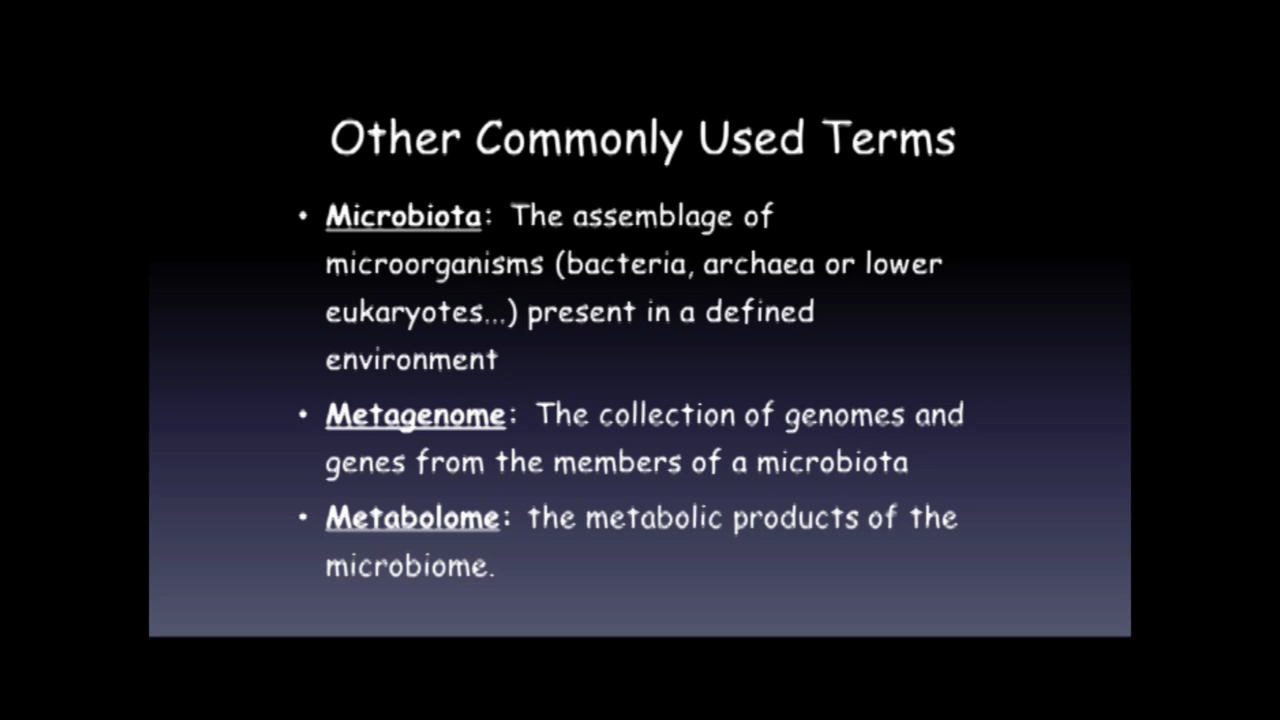 Other Commonly Used Terms
• Microbiota: The assemblage of
microorganisms (bacteria, archaea or lower
eukaryotes...) present in a defined
environment
• Metagenome: The collection of genomes and
genes from the members of a microbiota
• Metabolome: the metabolic products of the
microbiome.